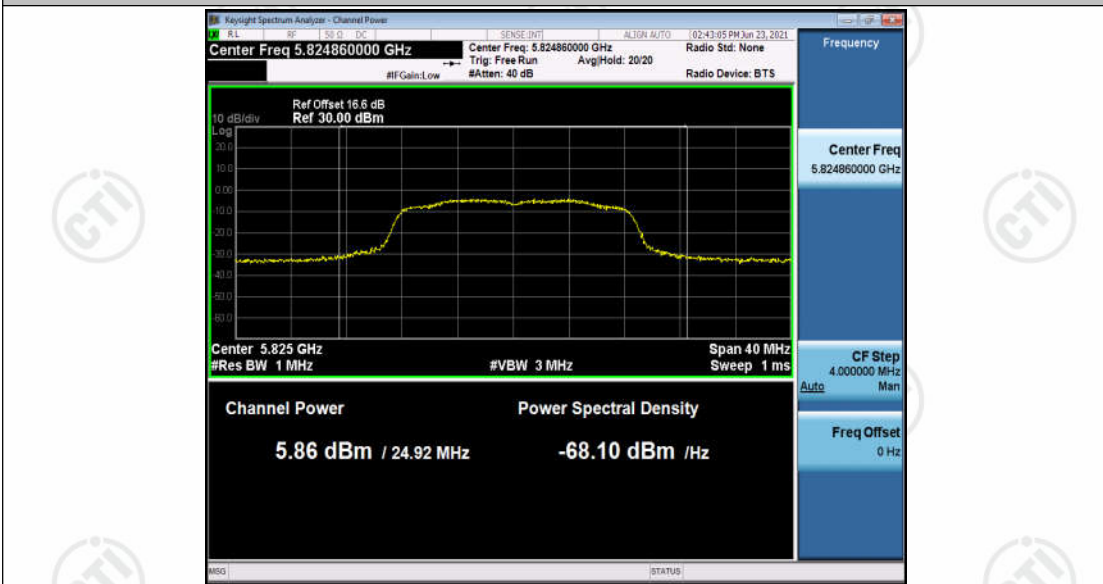 Keysight Spectrum Analyzer - Channel Power
RL RF 50 Ω DC SENSE:INT ALIGN AUTO 02:43:05 PM Jun 23, 2021
Center Freq 5.824860000 GHz
Center Freq: 5.824860000 GHz
Radio Std: None
Trig: Free Run Avg|Hold: 20/20
#IFGain:Low
#Atten: 40 dB
Radio Device: BTS
Ref Offset 16.6 dB
10 dB/div Ref 30.00 dBm
Log
20.0
10.0
0.00
-10.0
-20.0
-30.0
-40.0
-50.0
-60.0
Center 5.825 GHz
Span 40 MHz
#Res BW 1 MHz
#VBW 3 MHz
Sweep 1 ms
Channel Power
Power Spectral Density
5.86 dBm / 24.92 MHz
-68.10 dBm /Hz
MSG
STATUS
Frequency
Center Freq
5.824860000 GHz
CF Step
4.000000 MHz
Auto Man
Freq Offset
0 Hz
CTI
CTI